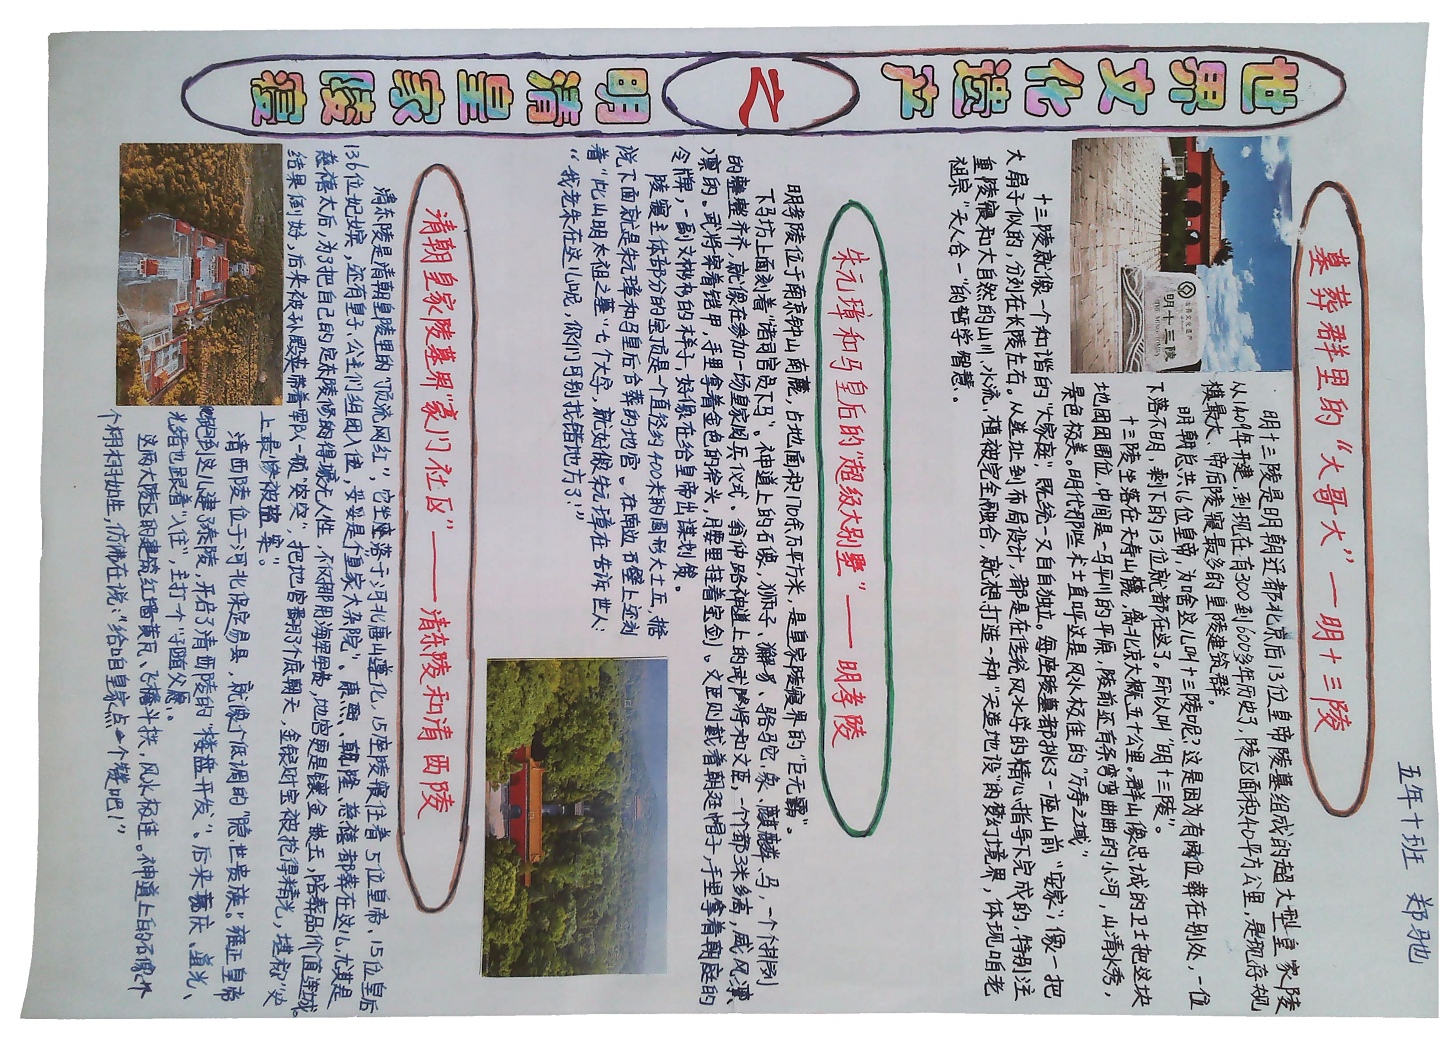 五年十班 郑驰
世界文化遗产之明清皇家陵寝
墓葬群里的“大哥大”—明十三陵
世界文化遗产
明十三陵
THE MING TOMBS
明十三陵是明朝迁都北京后13位皇帝陵墓组成的超大型皇家陵
从1409年开建,到现在有300到600多年历史了,陵区面积40平方公里,是现存规
模最大、帝后陵寝最多的皇陵建筑群。
明朝总共16位皇帝,为啥这儿叫十三陵呢?这是因为有两位葬在别处,一位
下落不明,剩下的13位就都在这了。所以叫“明十三陵”。
十三陵坐落在天寿山麓,离北京大概五十公里。群山像忠诚的卫士把这块
地团团围住,中间是一马平川的平原,陵前还有条弯弯曲曲的小河,山清水秀,
景色极美。明代那些术士直呼这是风水极佳的“万寿之域”
十三陵就像一个和谐的“大家庭”;既统一又自自独立。每座陵墓都挑了一座山前“安家”;像一把
大扇子似的,分列在长陵左右。从选址到布局设计,都是在传统风水学的精心指导下完成的,特别注
重陵寝和大自然的山川、水流、植被完全融合,就想打造一种“天造地设”的梦幻境界,体现咱老
祖宗“天人合一”的哲学智慧。
朱元璋和马皇后的“超级大别墅”——明孝陵
明孝陵位于南京钟山南麓,占地面积170余万平方米,是皇家陵寝界的“巨无霸”。
下马坊上面刻着“诸司官员下马”。神道上的石像,狮子、獬豸、骆驼、象、麒麟、马,一个个排列
的整整齐齐,就像在参加一场皇家阅兵仪式。翁仲路神道上的武将和文臣,一个个都3米多高,威风凛
凛的。武将穿着铠甲,手里拿着金色的斧头,腰里挂着宝剑。文臣则戴着朝廷帽子,手里拿着朝庭的
令牌,一副文彬彬的样子,好像在给皇帝出谋划策。
陵寝主体部分的宝顶是一个直径约400米的圆形大土丘,据
说下面就是朱元璋和马皇后合葬的地宫。在南边石壁上还刻
着“此山明太祖之墓”七个大字,就好像朱元璋在告诉世人:
“我老朱在这儿呢,你们可别找错地方了!”
清朝皇家陵墓界“豪门社区”——清东陵和清西陵
清东陵是清朝皇陵里的“顶流网红”,它坐落于河北唐山遵化,15座陵寝住着5位皇帝、15位皇后
136位妃嫔,还有皇子、公主们组团入住,妥妥是个“皇家大杂院”。康熙、乾隆、慈禧都葬在这儿,尤其是
慈禧太后,为了把自己的定东陵修的得壕无人性,不仅挪用海军军费,地宫更是镶金嵌玉,陪葬品价值连城。
结果倒好,后来被孙殿英带着军队一顿“突突”,把地宫翻了个底朝天,金银财宝被抢得精光,堪称“史
上最惨被盗案”。
清西陵位于河北保定易县,就像个低调的“隐世贵族”。雍正皇帝
跑到这儿建了泰陵,开启了清西陵的“楼盘开发”。后来嘉庆、道光、
光绪也跟着“入住”,主打一个“子随父愿”。
这两大陵区的建筑红墙黄瓦、飞檐斗拱,风水极佳。神道上的石像个
个栩栩如生,仿佛在说:“给咱皇家点个赞吧!”